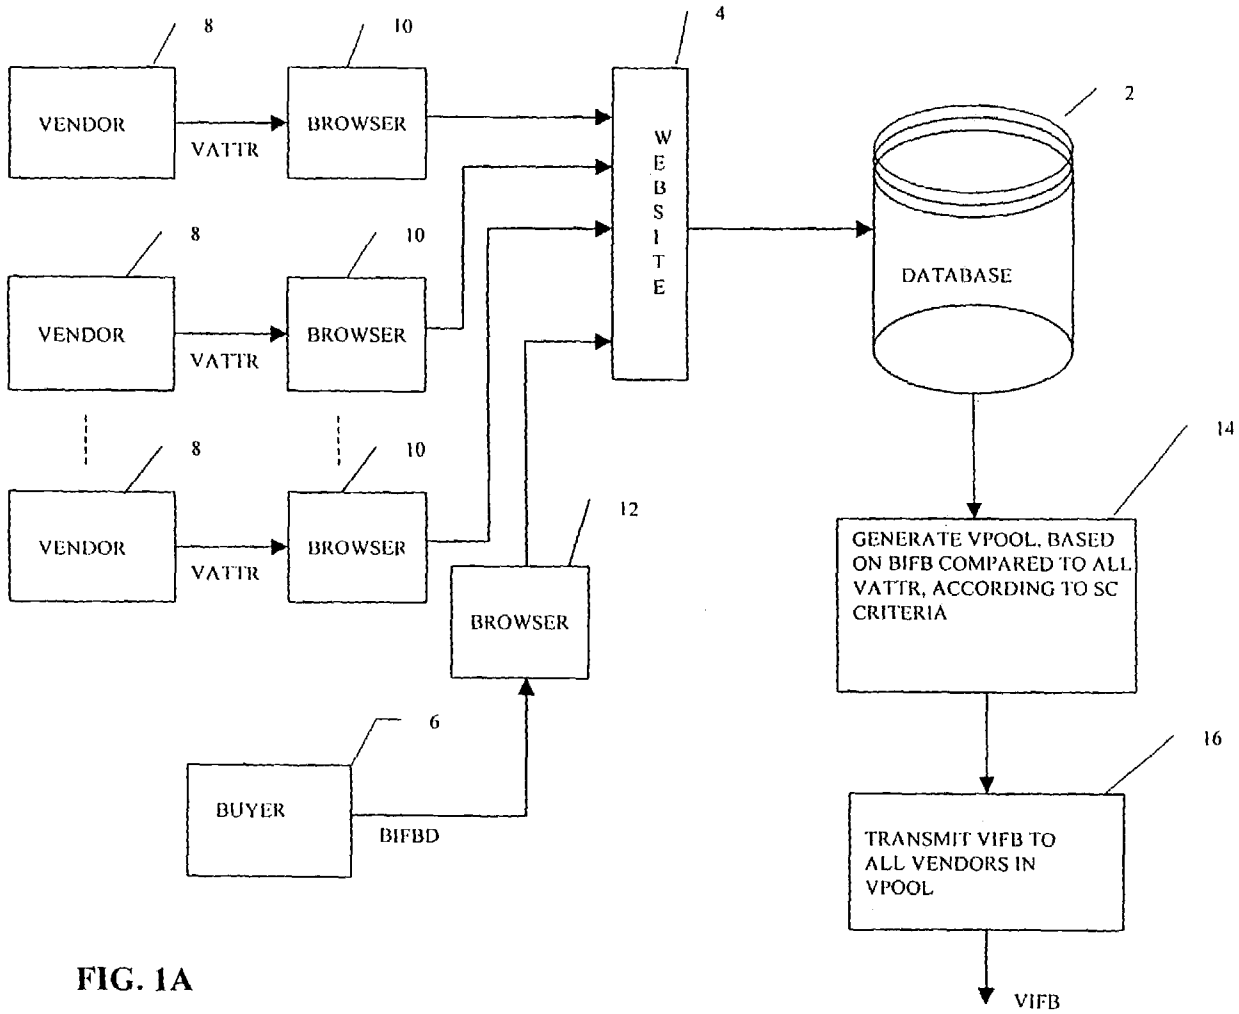 8
10
4
2
VENDOR
VATTR
BROWSER
WEBSITE
DATABASE
8
10
VENDOR
VATTR
BROWSER
8
10
VENDOR
VATTR
BROWSER
12
BROWSER
14
GENERATE VPOOL, BASED
ON BIFB COMPARED TO ALL
VATTR, ACCORDING TO SC
CRITERIA
6
BUYER
BIFBD
16
TRANSMIT VIFB TO
ALL VENDORS IN
VPOOL
VIFB
FIG. 1A